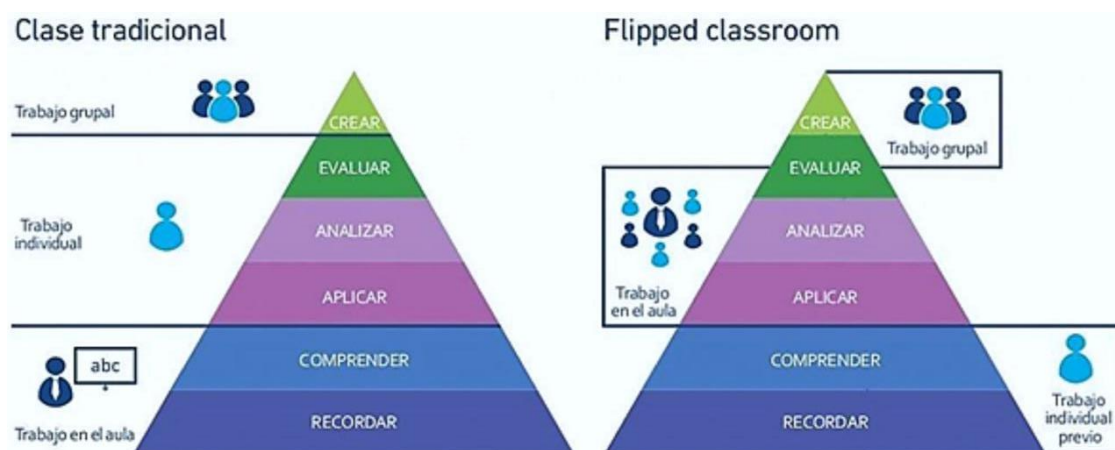 Clase tradicional
Trabajo grupal
Trabajo
individual
abc
Trabajo en el aula
CREAR
EVALUAR
ANALIZAR
APLICAR
COMPRENDER
RECORDAR
Flipped classroom
CREAR
EVALUAR
ANALIZAR
APLICAR
COMPRENDER
RECORDAR
Trabajo grupal
Trabajo
en el aula
Trabajo
individual
previo